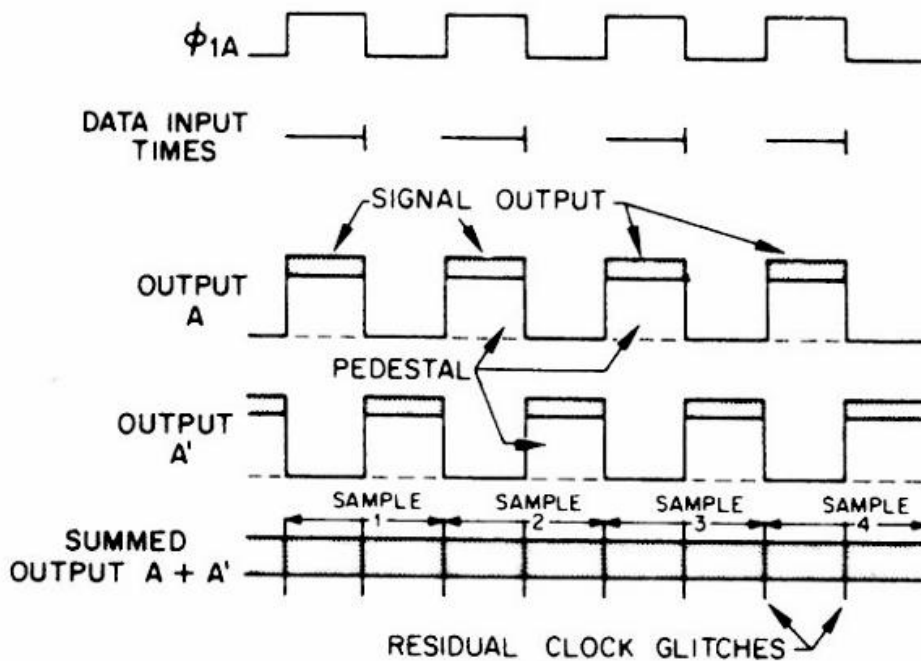 ϕ1A
DATA INPUT
TIMES
SIGNAL OUTPUT
OUTPUT
A
PEDESTAL
OUTPUT
A'
SAMPLE
1
SAMPLE
2
SAMPLE
3
SAMPLE
4
SUMMED
OUTPUT A + A'
RESIDUAL CLOCK GLITCHES